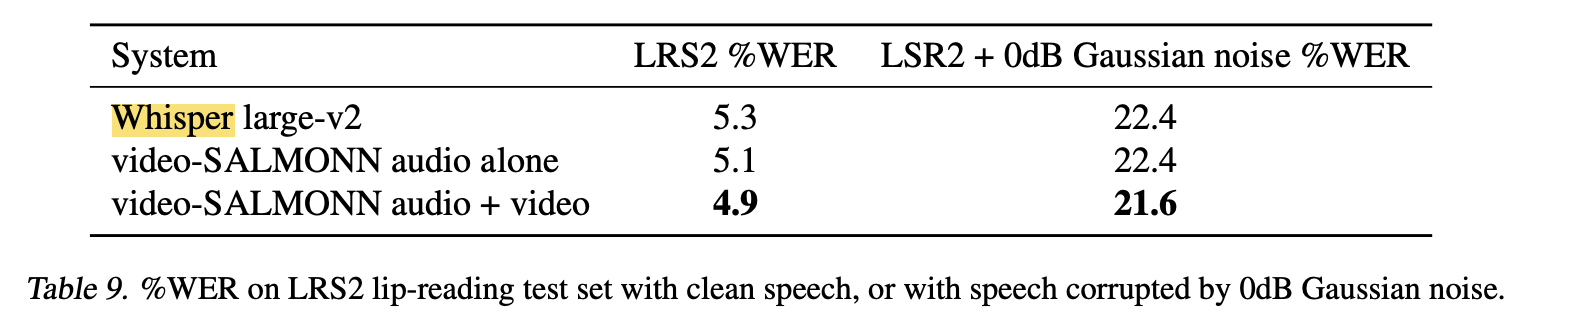 System LRS2 %WER LSR2 + 0dB Gaussian noise %WER
Whisper large-v2 5.3 22.4
video-SALMONN audio alone 5.1 22.4
video-SALMONN audio + video 4.9 21.6
Table 9. %WER on LRS2 lip-reading test set with clean speech, or with speech corrupted by 0dB Gaussian noise.